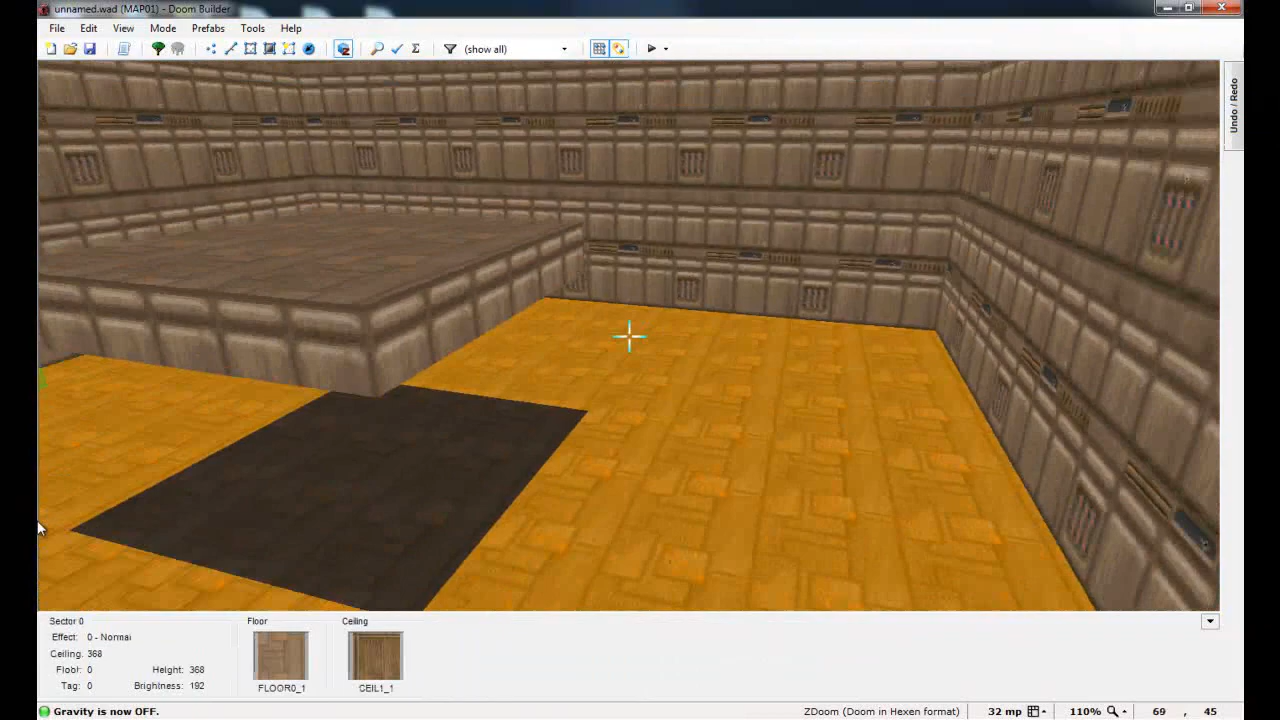 unnamed.wad (MAP01) - Doom Builder
File Edit View Mode Prefabs Tools Help
(show all)
Undo / Redo
Sector 0
Effect: 0 - Normal
Ceiling: 368
Floor: 0 Height: 368
Tag: 0 Brightness: 192
Floor
FLOOR0_1
Ceiling
CEIL1_1
Gravity is now OFF.
ZDoom (Doom in Hexen format) 32 mp 110% 69 , 45